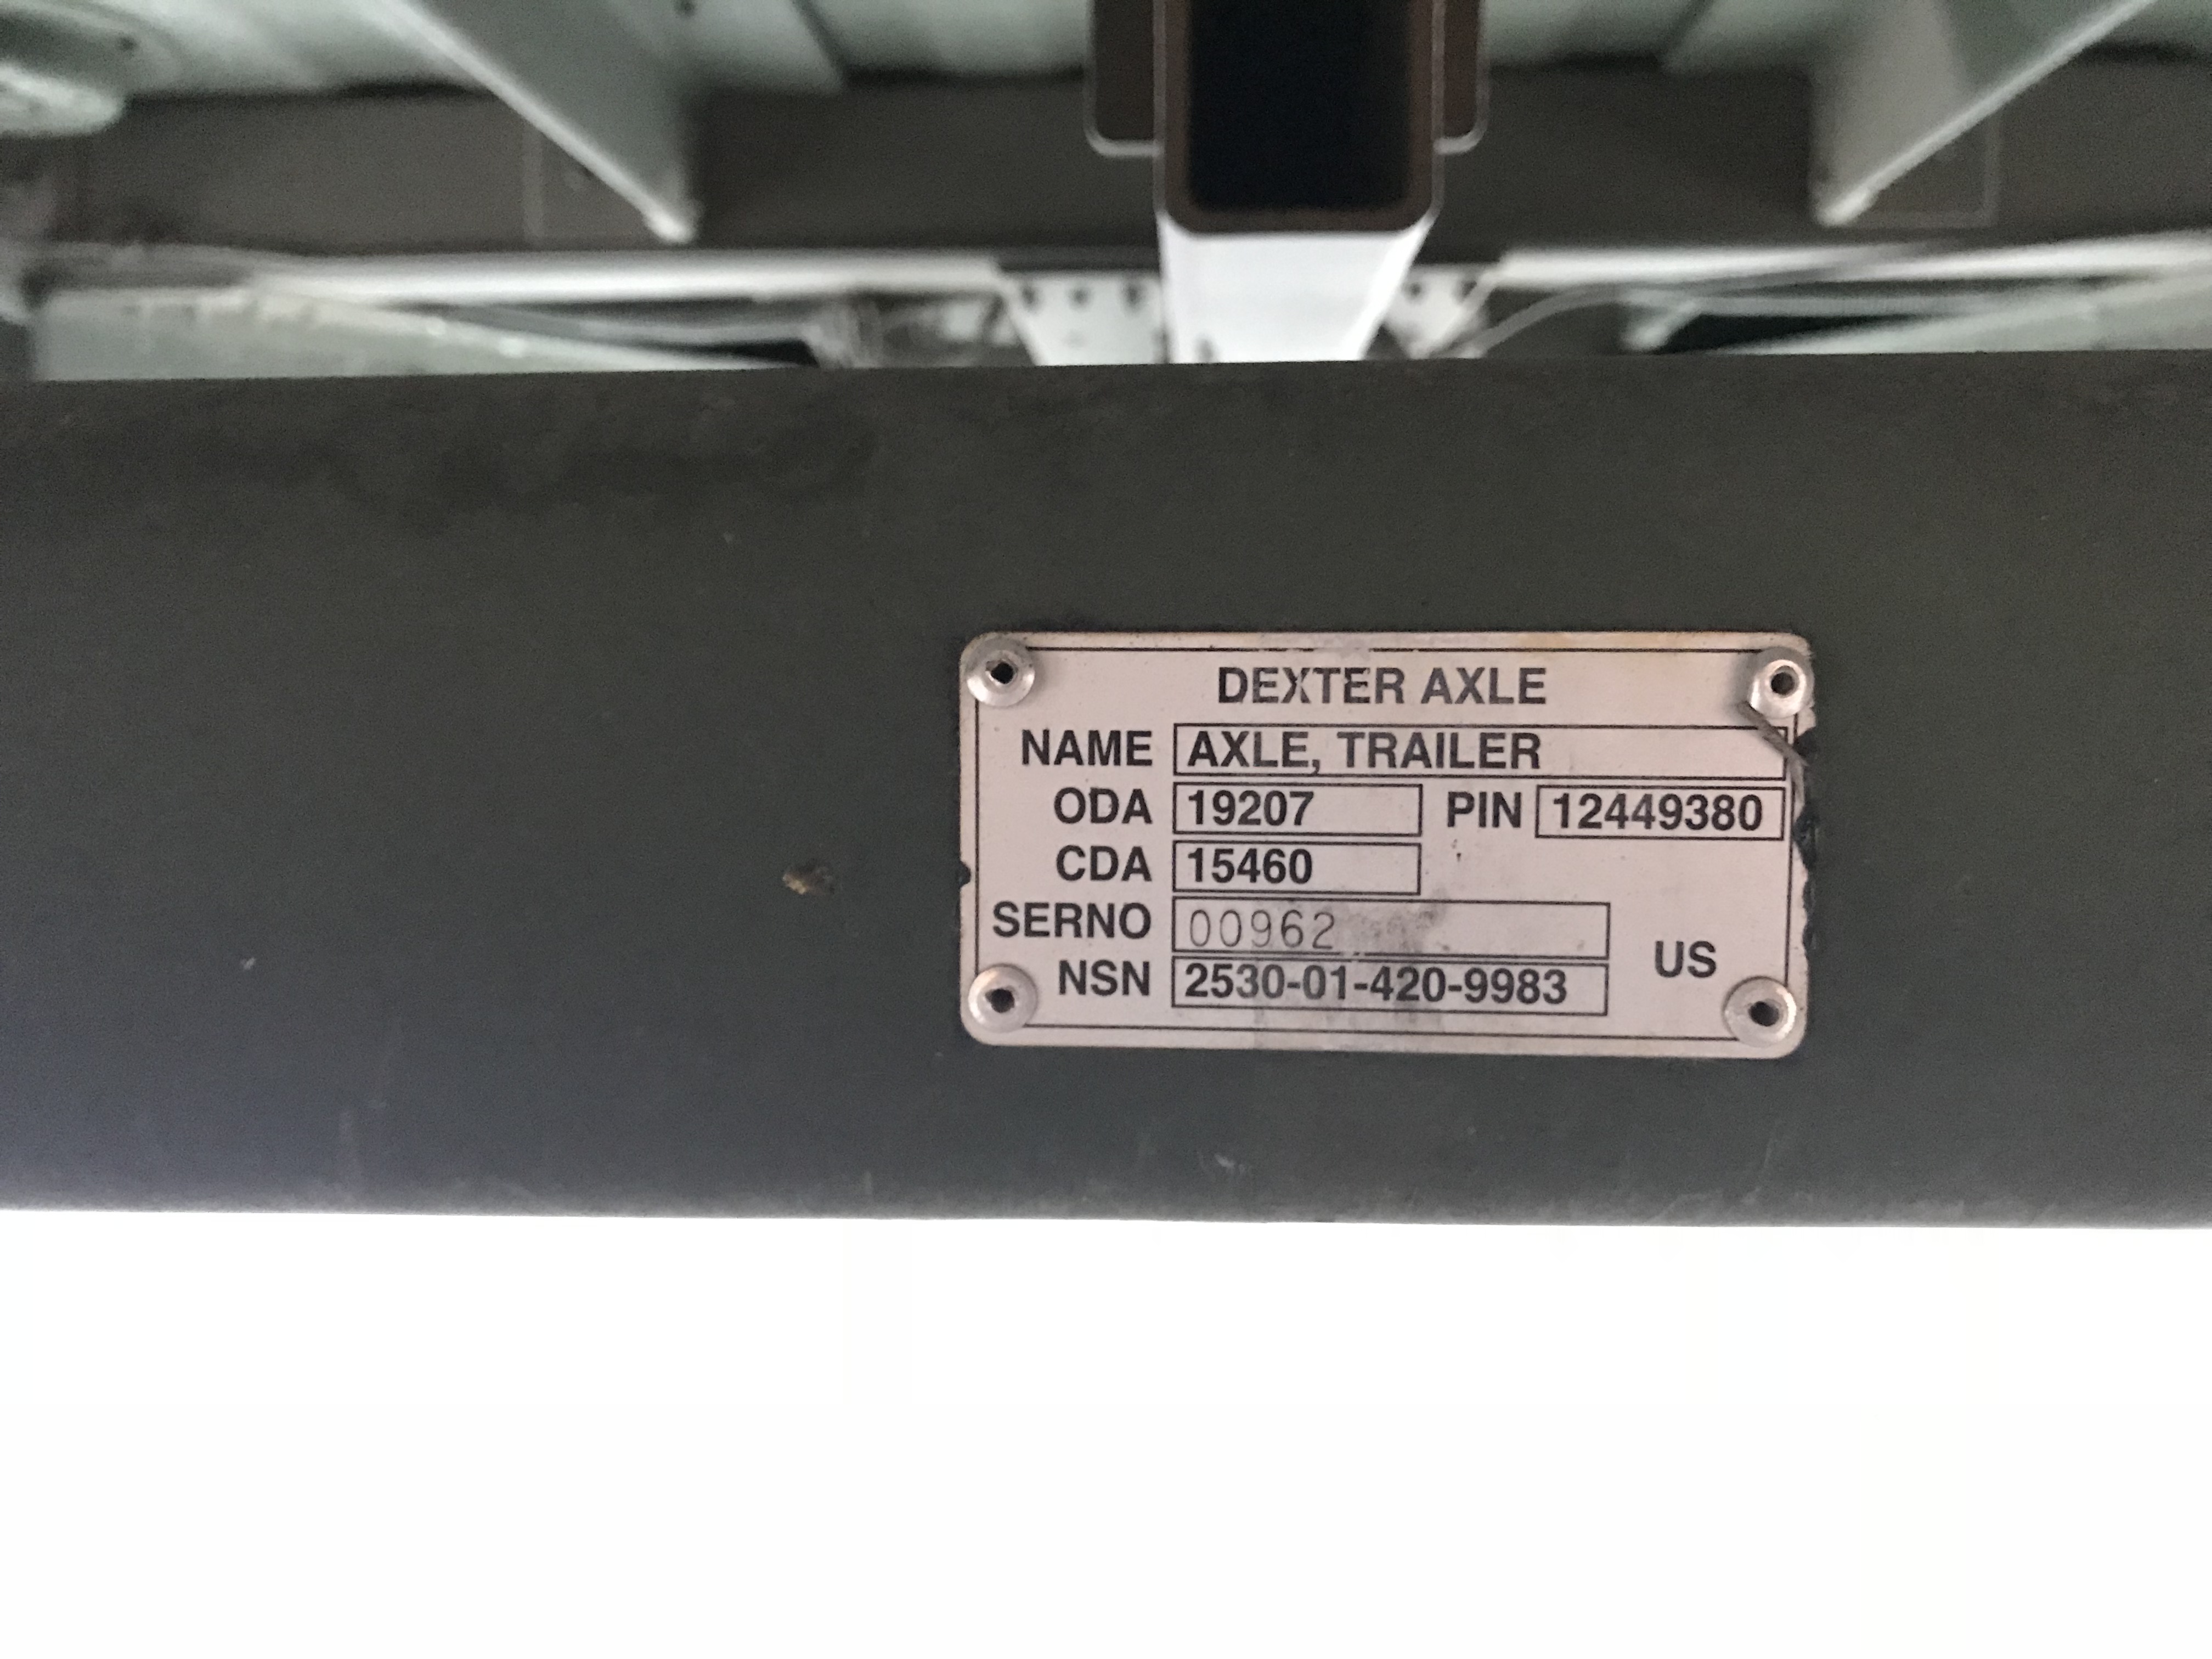 DEXTER AXLE
NAME AXLE, TRAILER
ODA 19207 PIN 12449380
CDA 15460
SERNO 00962
US
NSN 2530-01-420-9983